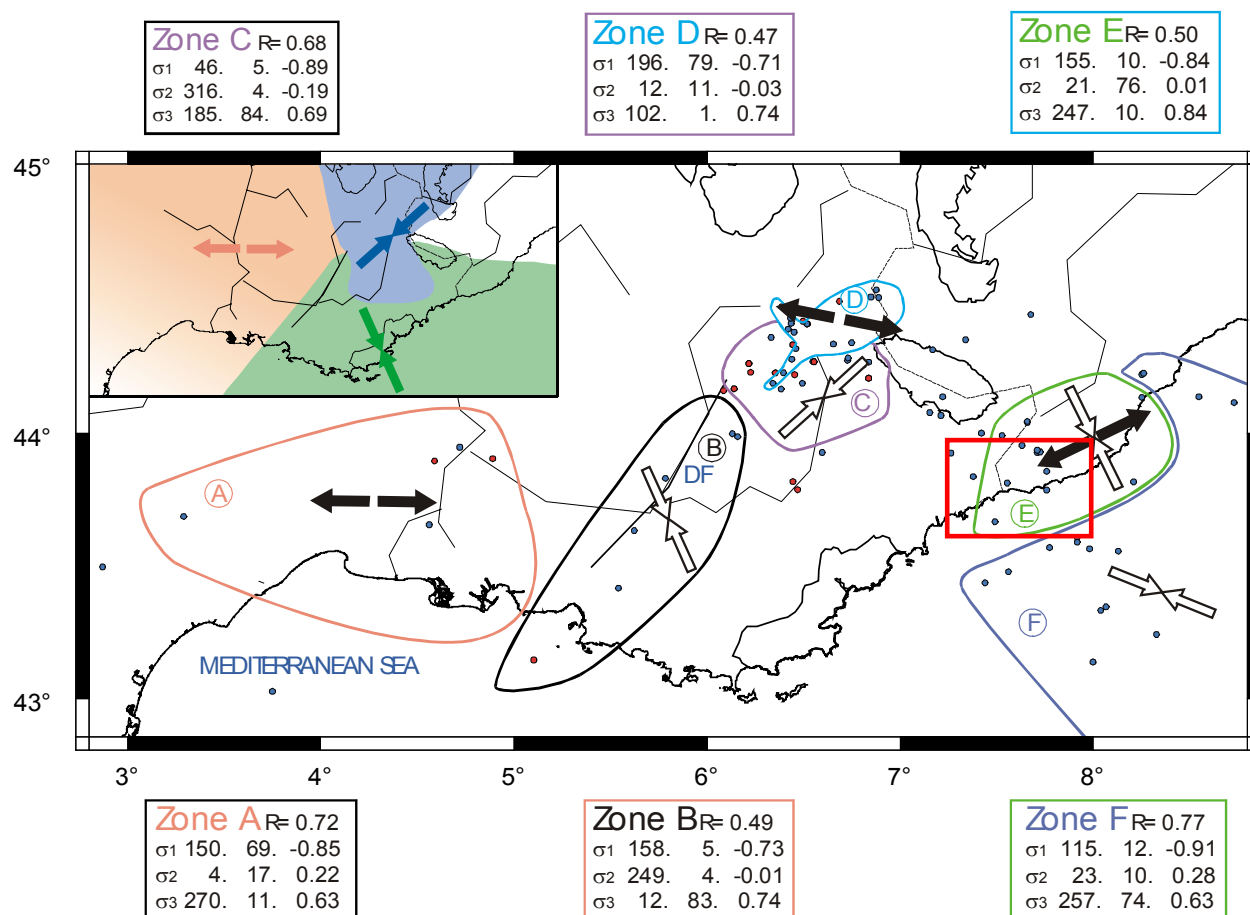 Zone C R= 0.68
σ1 46. 5. -0.89
σ2 316. 4. -0.19
σ3 185. 84. 0.69
Zone D R= 0.47
σ1 196. 79. -0.71
σ2 12. 11. -0.03
σ3 102. 1. 0.74
Zone E R= 0.50
σ1 155. 10. -0.84
σ2 21. 76. 0.01
σ3 247. 10. 0.84
45°
44°
43°
D
C
B
DF
A
E
F
MEDITERRANEAN SEA
3° 4° 5° 6° 7° 8°
Zone A R= 0.72
σ1 150. 69. -0.85
σ2 4. 17. 0.22
σ3 270. 11. 0.63
Zone B R= 0.49
σ1 158. 5. -0.73
σ2 249. 4. -0.01
σ3 12. 83. 0.74
Zone F R= 0.77
σ1 115. 12. -0.91
σ2 23. 10. 0.28
σ3 257. 74. 0.63